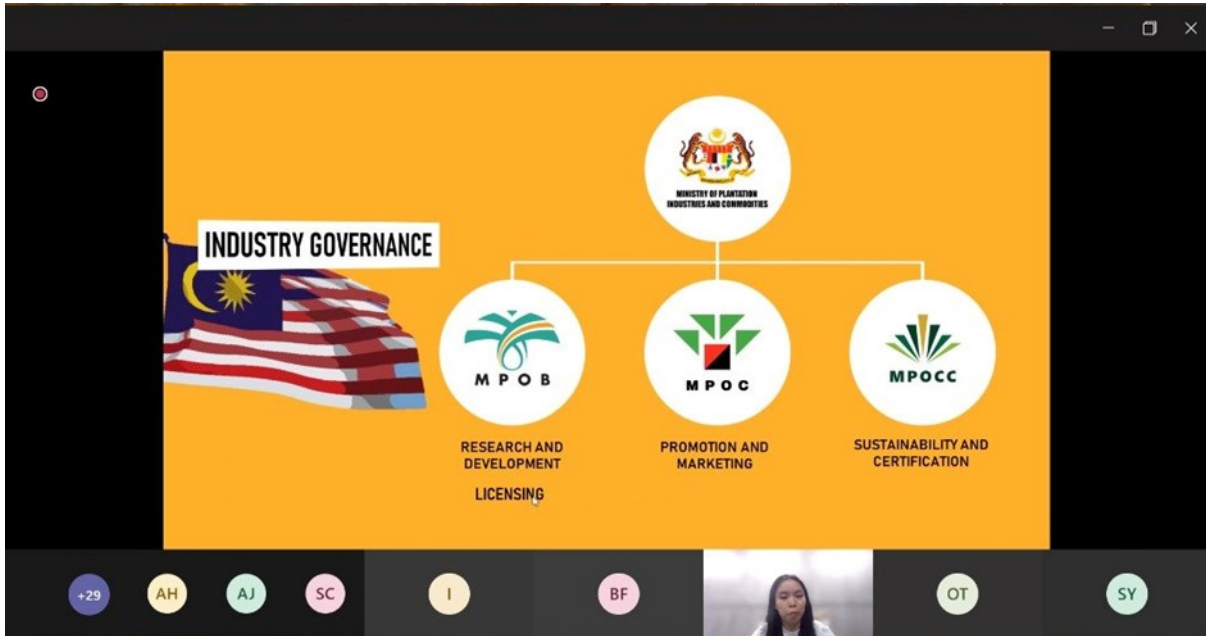 MINISTRY OF PLANTATION
INDUSTRIES AND COMMODITIES
INDUSTRY GOVERNANCE
MPOB
MPOC
MPOCC
RESEARCH AND
DEVELOPMENT
LICENSING
PROMOTION AND
MARKETING
SUSTAINABILITY AND
CERTIFICATION
+29
AH
AJ
SC
I
BF
OT
SY